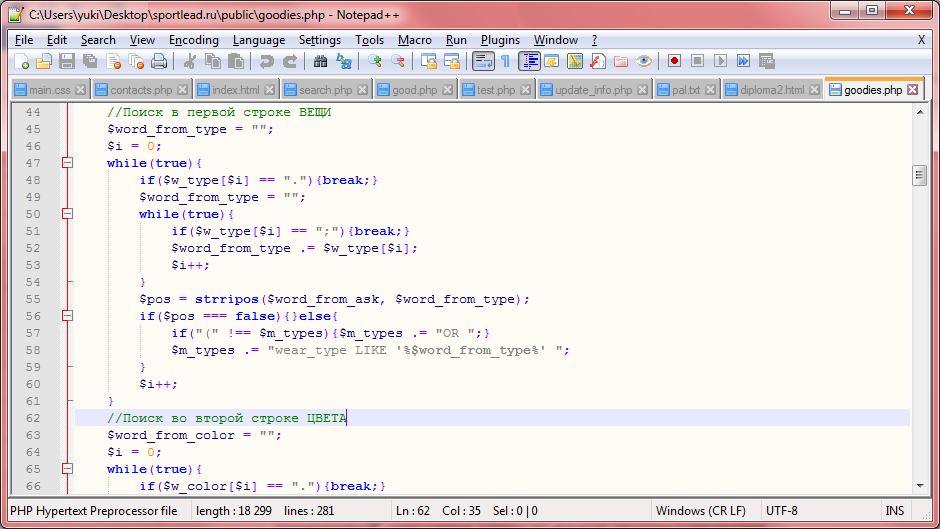 C:\Users\yuki\Desktop\sportlead.ru\public\goodies.php - Notepad++
File Edit Search View Encoding Language Settings Tools Macro Run Plugins Window ? X
main.css contacts.php index.html search.php good.php test.php update_info.php pal.txt diploma2.html goodies.php
44 //Поиск в первой строке ВЕЩИ
45 $word_from_type = "";
46 $i = 0;
47 while(true){
48 if($w_type[$i] == "."){break;}
49 $word_from_type = "";
50 while(true){
51 if($w_type[$i] == ";"){break;}
52 $word_from_type .= $w_type[$i];
53 $i++;
54 }
55 $pos = strripos($word_from_ask, $word_from_type);
56 if($pos === false){}else{
57 if("(" !== $m_types){$m_types .= "OR ";}
58 $m_types .= "wear_type LIKE '%$word_from_type%' ";
59 }
60 $i++;
61 }
62 //Поиск во второй строке ЦВЕТА
63 $word_from_color = "";
64 $i = 0;
65 while(true){
66 if($w_color[$i] == "."){break;}
PHP Hypertext Preprocessor file length : 18 299 lines : 281 Ln : 62 Col : 35 Sel : 0 | 0 Windows (CR LF) UTF-8 INS